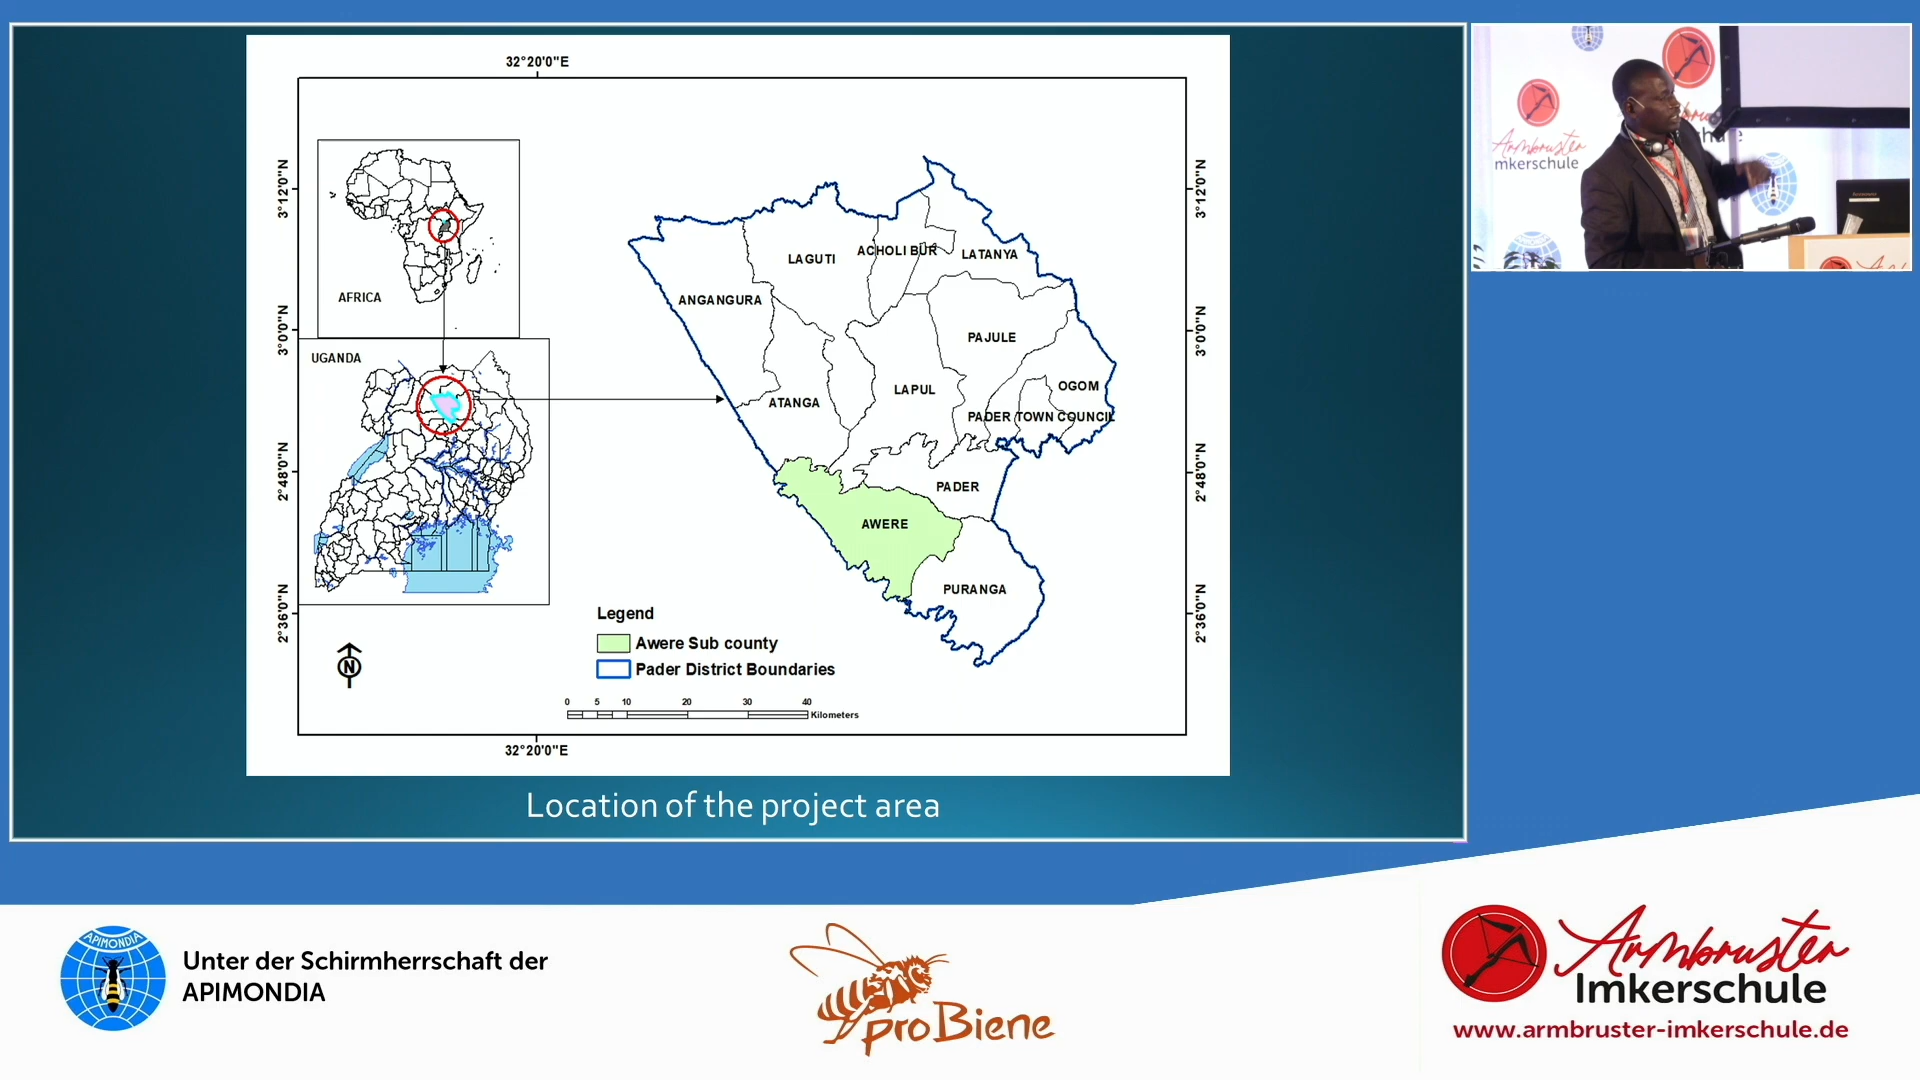 32°20'0"E
3°12'0"N
3°0'0"N
2°48'0"N
2°36'0"N
AFRICA
UGANDA
LAGUTI
ACHOLI BUR
LATANYA
ANGANGURA
PAJULE
LAPUL
OGOM
ATANGA
PADER TOWN COUNCIL
PADER
AWERE
PURANGA
3°12'0"N
3°0'0"N
2°48'0"N
2°36'0"N
Legend
Awere Sub county
Pader District Boundaries
N
0 5 10 20 30 40
Kilometers
32°20'0"E
Location of the project area
Armbruster
mkerschule
APIMONDIA
Unter der Schirmherrschaft der
APIMONDIA
proBiene
Armbruster
Imkerschule
www.armbruster-imkerschule.de